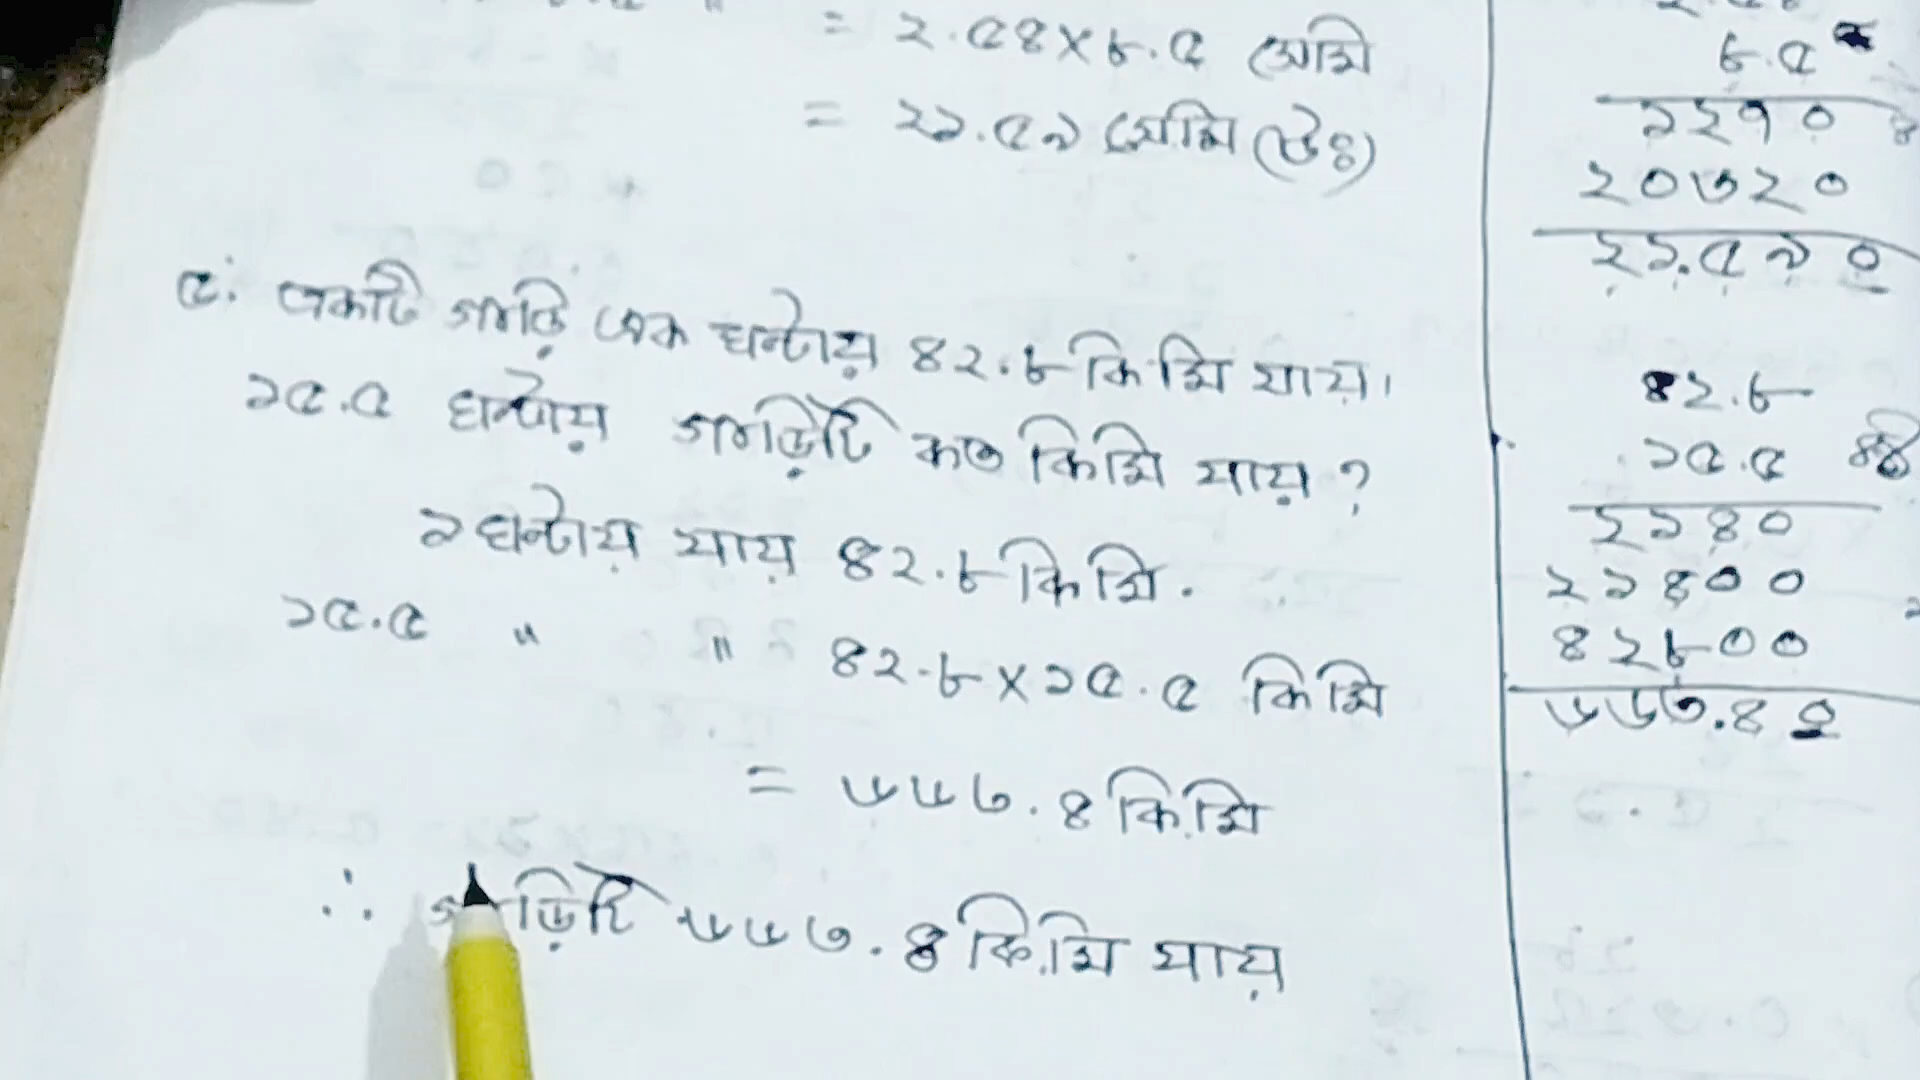 = ২.৫৪×৮.৫ সেমি
= ২১.৫৯ সেমি (উঃ)
৫. একটি গাড়ি এক ঘন্টায় ৪২.৮ কি.মি যায়।
১৫.৫ ঘন্টায় গাড়িটি কত কিমি যায়?
১ ঘন্টায় যায় ৪২.৮ কিমি.
১৫.৫ " " ৪২.৮×১৫.৫ কিমি
= ৬৬৩.৪ কি.মি
∴ গাড়িটি ৬৬৩.৪ কি.মি যায়
৮.৫
১২৭০
২০৩২০
২১.৫৯০
৪২.৮
১৫.৫
২১৪০
২১৪০০
৪২৮০০
৬৬৩.৪০